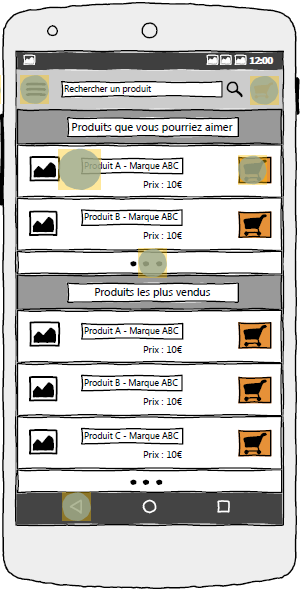 12:00
Rechercher un produit
Produits que vous pourriez aimer
Produit A - Marque ABC
Prix : 10€
Produit B - Marque ABC
Prix : 10€
Produits les plus vendus
Produit A - Marque ABC
Prix : 10€
Produit B - Marque ABC
Prix : 10€
Produit C - Marque ABC
Prix : 10€